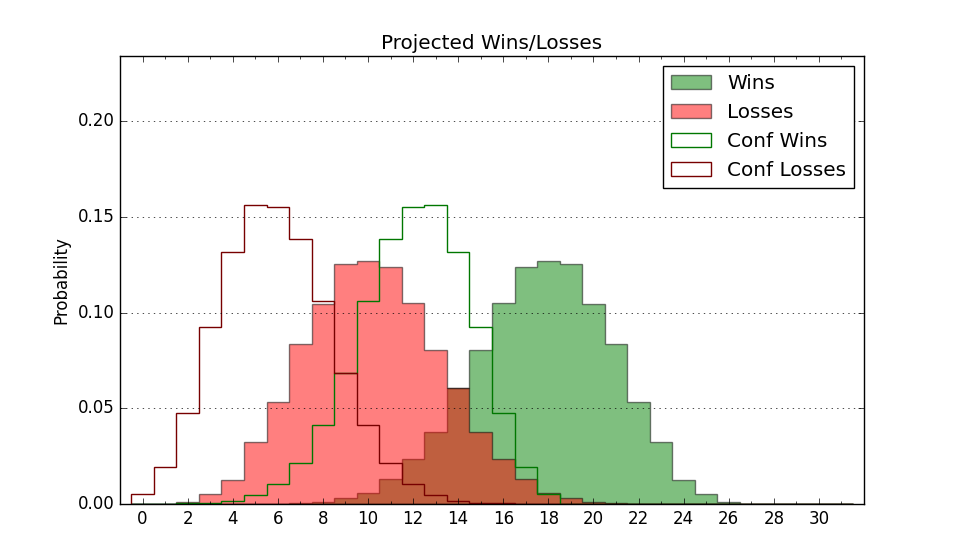 Projected Wins/Losses
Wins
Losses
Conf Wins
Conf Losses
Probability
0.20
0.15
0.10
0.05
0.00
0 2 4 6 8 10 12 14 16 18 20 22 24 26 28 30